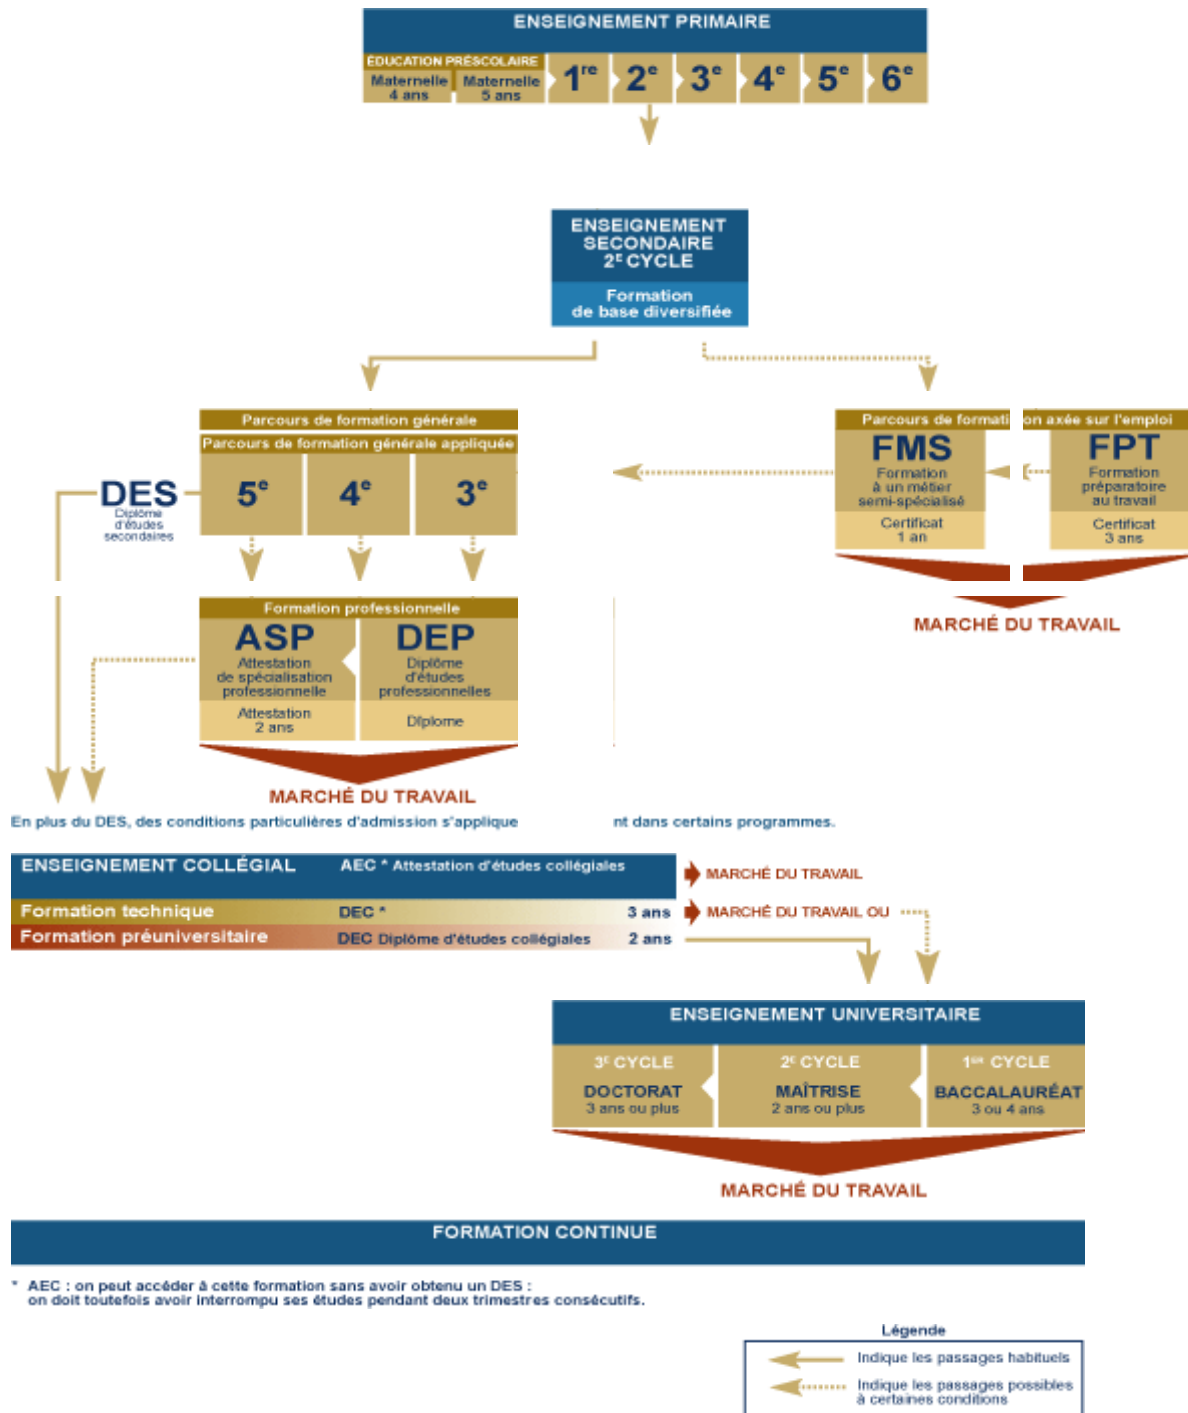 ENSEIGNEMENT PRIMAIRE
ÉDUCATION PRÉSCOLAIRE
Maternelle
4 ans
Maternelle
5 ans
1re
2e
3e
4e
5e
6e
ENSEIGNEMENT
SECONDAIRE
2E CYCLE
Formation
de base diversifiée
Parcours de formation générale
Parcours de formation générale appliquée
5e
4e
3e
DES
Diplôme
d'études
secondaires
Parcours de formation axée sur l'emploi
FMS
Formation
à un métier
semi-spécialisé
Certificat
1 an
FPT
Formation
préparatoire
au travail
Certificat
3 ans
MARCHÉ DU TRAVAIL
Formation professionnelle
ASP
Attestation
de spécialisation
professionnelle
Attestation
2 ans
DEP
Diplôme
d'études
professionnelles
Dîplome
MARCHÉ DU TRAVAIL
En plus du DES, des conditions particulières d'admission s'applique nt dans certains programmes.
ENSEIGNEMENT COLLÉGIAL AEC * Attestation d'études collégiales
MARCHÉ DU TRAVAIL
Formation technique DEC * 3 ans MARCHÉ DU TRAVAIL OU
Formation préuniversitaire DEC Diplôme d'études collégiales 2 ans
ENSEIGNEMENT UNIVERSITAIRE
3E CYCLE
DOCTORAT
3 ans ou plus
2E CYCLE
MAÎTRISE
2 ans ou plus
1ER CYCLE
BACCALAURÉAT
3 ou 4 ans
MARCHÉ DU TRAVAIL
FORMATION CONTINUE
* AEC : on peut accéder à cette formation sans avoir obtenu un DES :
on doit toutefois avoir interrompu ses études pendant deux trimestres consécutifs.
Légende
Indique les passages habituels
Indique les passages possibles
à certaines conditions